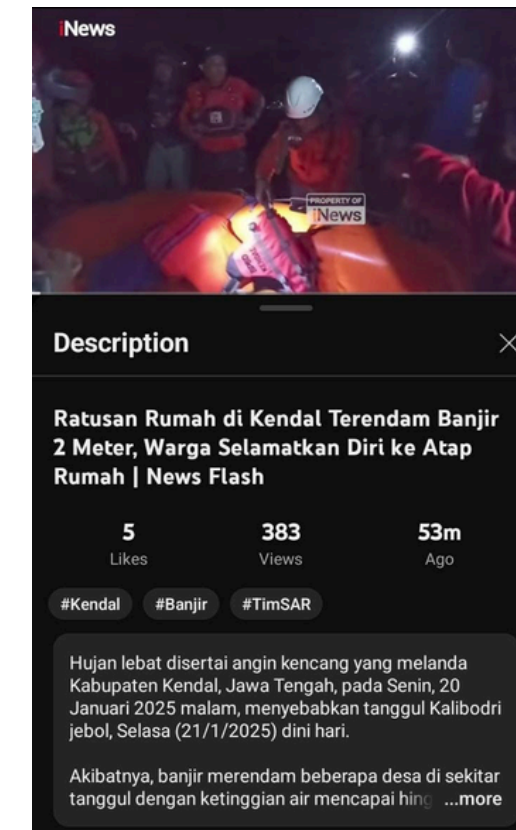 iNews
PROPERTY OF
iNews
Description
Ratusan Rumah di Kendal Terendam Banjir
2 Meter, Warga Selamatkan Diri ke Atap
Rumah | News Flash
5 383 53m
Likes Views Ago
#Kendal #Banjir #TimSAR
Hujan lebat disertai angin kencang yang melanda
Kabupaten Kendal, Jawa Tengah, pada Senin, 20
Januari 2025 malam, menyebabkan tanggul Kalibodri
jebol, Selasa (21/1/2025) dini hari.
Akibatnya, banjir merendam beberapa desa di sekitar
tanggul dengan ketinggian air mencapai hing ...more